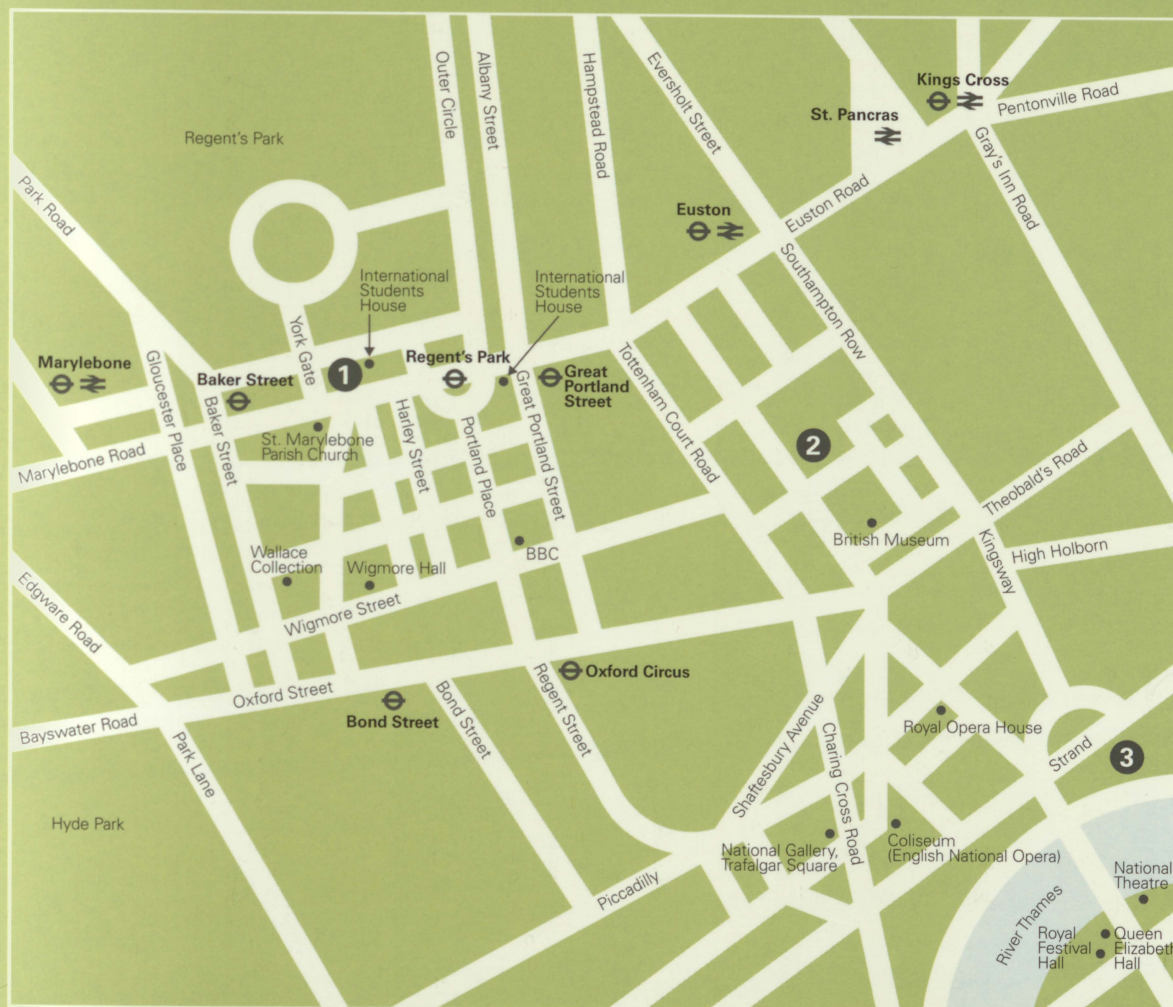 Outer Circle
Albany Street
Hampstead Road
Eversholt Street
Kings Cross
Pentonville Road
St. Pancras
Regent's Park
Gray's Inn Road
Park Road
Euston
Euston Road
Southampton Row
International
Students
House
International
Students
House
York Gate
Marylebone
Gloucester Place
Baker Street
1
Regent's Park
Great
Portland
Street
Tottenham Court Road
Baker Street
Harley Street
Portland Place
Great Portland Street
St. Marylebone
Parish Church
Marylebone Road
2
Theobald's Road
British Museum
Kingsway
High Holborn
Wallace
Collection
Wigmore Hall
BBC
Edgware Road
Wigmore Street
Oxford Street
Oxford Circus
Bond Street
Bond Street
Regent Street
Bayswater Road
Park Lane
Shaftesbury Avenue
Charing Cross Road
Royal Opera House
Strand
3
Hyde Park
National Gallery,
Trafalgar Square
Coliseum
(English National Opera)
Piccadilly
National
Theatre
River Thames
Royal
Festival
Hall
Queen
Elizabeth
Hall